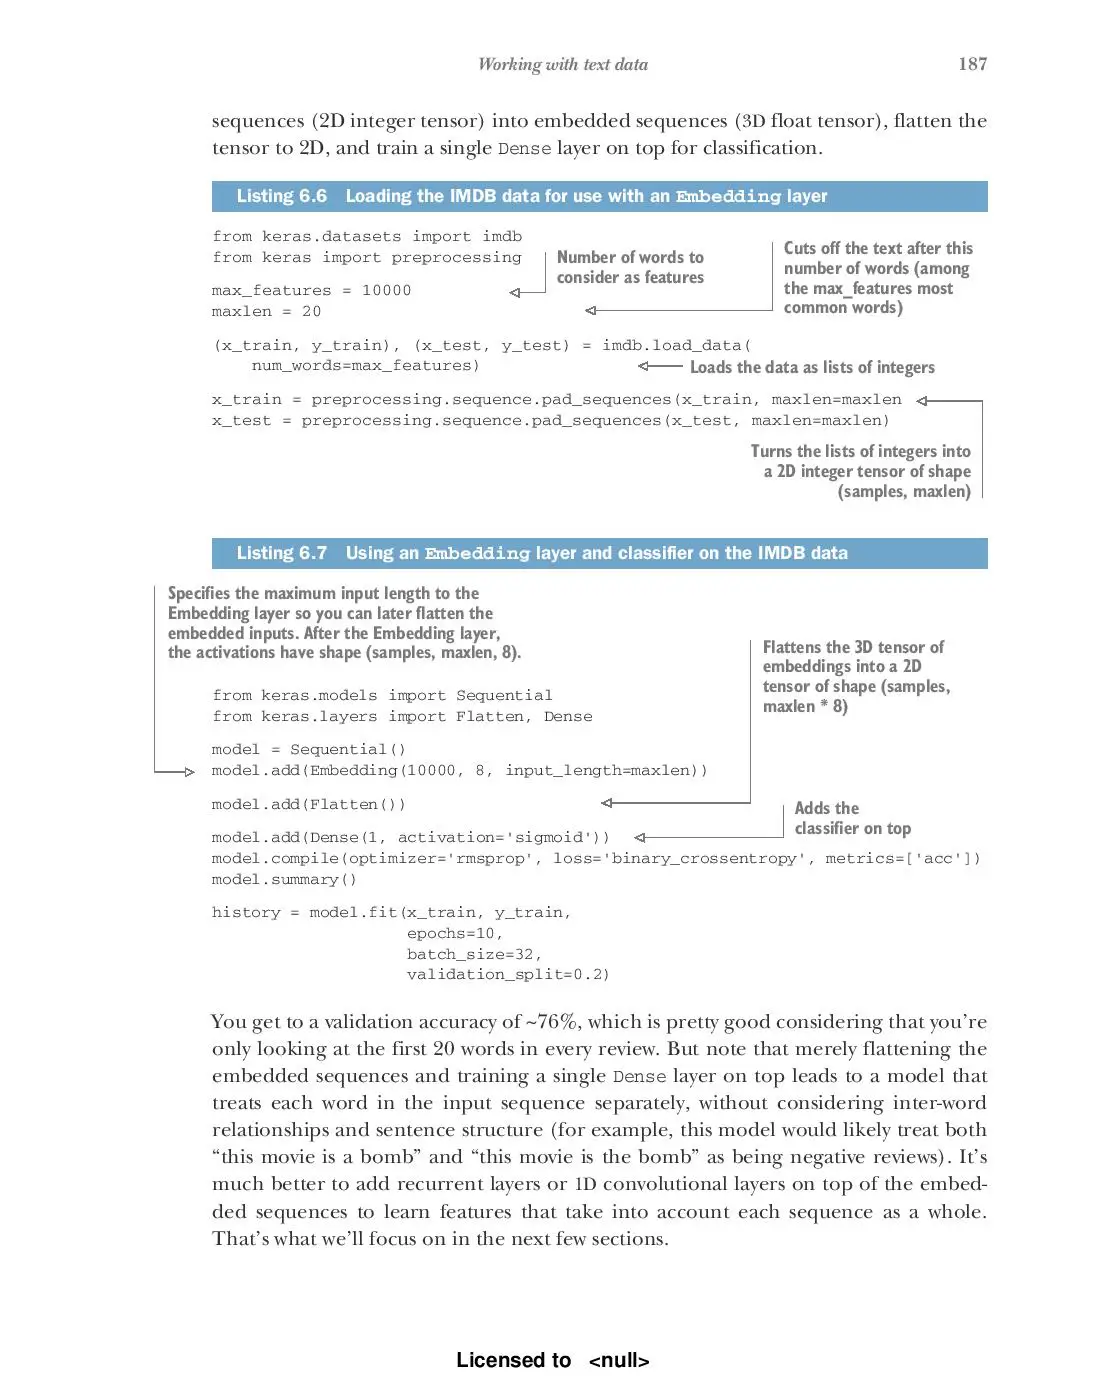 Working with text data 187
sequences (2D integer tensor) into embedded sequences (3D float tensor), flatten the
tensor to 2D, and train a single Dense layer on top for classification.
Listing 6.6 Loading the IMDB data for use with an Embedding layer
from keras.datasets import imdb
from keras import preprocessing
Number of words to
consider as features
Cuts off the text after this
number of words (among
the max_features most
common words)
max_features = 10000
maxlen = 20
(x_train, y_train), (x_test, y_test) = imdb.load_data(
num_words=max_features)
Loads the data as lists of integers
x_train = preprocessing.sequence.pad_sequences(x_train, maxlen=maxlen
x_test = preprocessing.sequence.pad_sequences(x_test, maxlen=maxlen)
Turns the lists of integers into
a 2D integer tensor of shape
(samples, maxlen)
Listing 6.7 Using an Embedding layer and classifier on the IMDB data
Specifies the maximum input length to the
Embedding layer so you can later flatten the
embedded inputs. After the Embedding layer,
the activations have shape (samples, maxlen, 8).
Flattens the 3D tensor of
embeddings into a 2D
tensor of shape (samples,
maxlen * 8)
from keras.models import Sequential
from keras.layers import Flatten, Dense
model = Sequential()
model.add(Embedding(10000, 8, input_length=maxlen))
model.add(Flatten())
Adds the
classifier on top
model.add(Dense(1, activation='sigmoid'))
model.compile(optimizer='rmsprop', loss='binary_crossentropy', metrics=['acc'])
model.summary()
history = model.fit(x_train, y_train,
epochs=10,
batch_size=32,
validation_split=0.2)
You get to a validation accuracy of ~76%, which is pretty good considering that you’re
only looking at the first 20 words in every review. But note that merely flattening the
embedded sequences and training a single Dense layer on top leads to a model that
treats each word in the input sequence separately, without considering inter-word
relationships and sentence structure (for example, this model would likely treat both
“this movie is a bomb” and “this movie is the bomb” as being negative reviews). It’s
much better to add recurrent layers or 1D convolutional layers on top of the embed-
ded sequences to learn features that take into account each sequence as a whole.
That’s what we’ll focus on in the next few sections.
Licensed to <null>